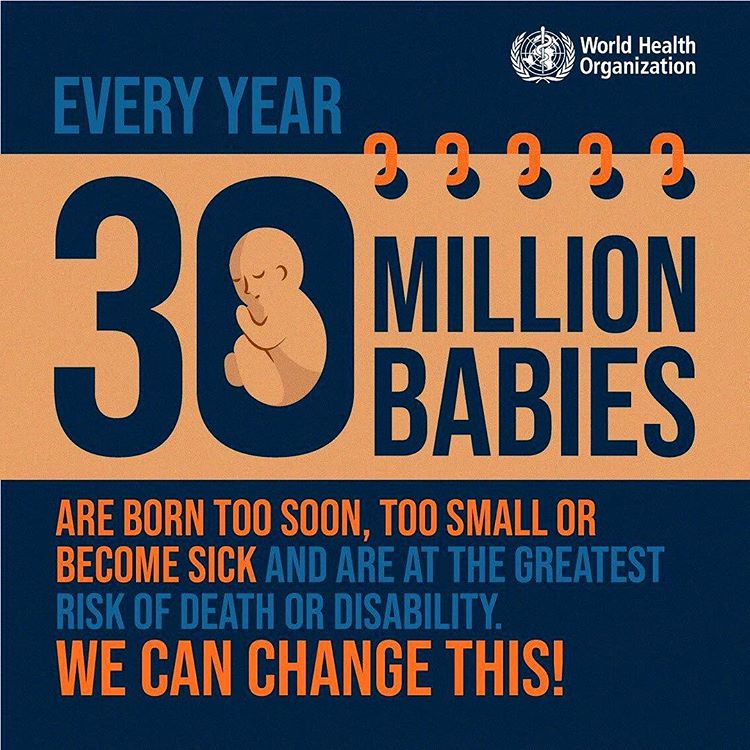 World Health
Organization
EVERY YEAR
30 MILLION
BABIES
ARE BORN TOO SOON, TOO SMALL OR
BECOME SICK AND ARE AT THE GREATEST
RISK OF DEATH OR DISABILITY.
WE CAN CHANGE THIS!